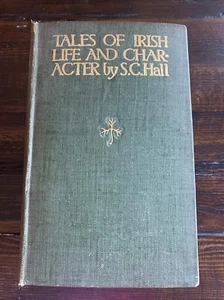 TALES OF IRISH
LIFE AND CHAR-
ACTER by S.C.Hall